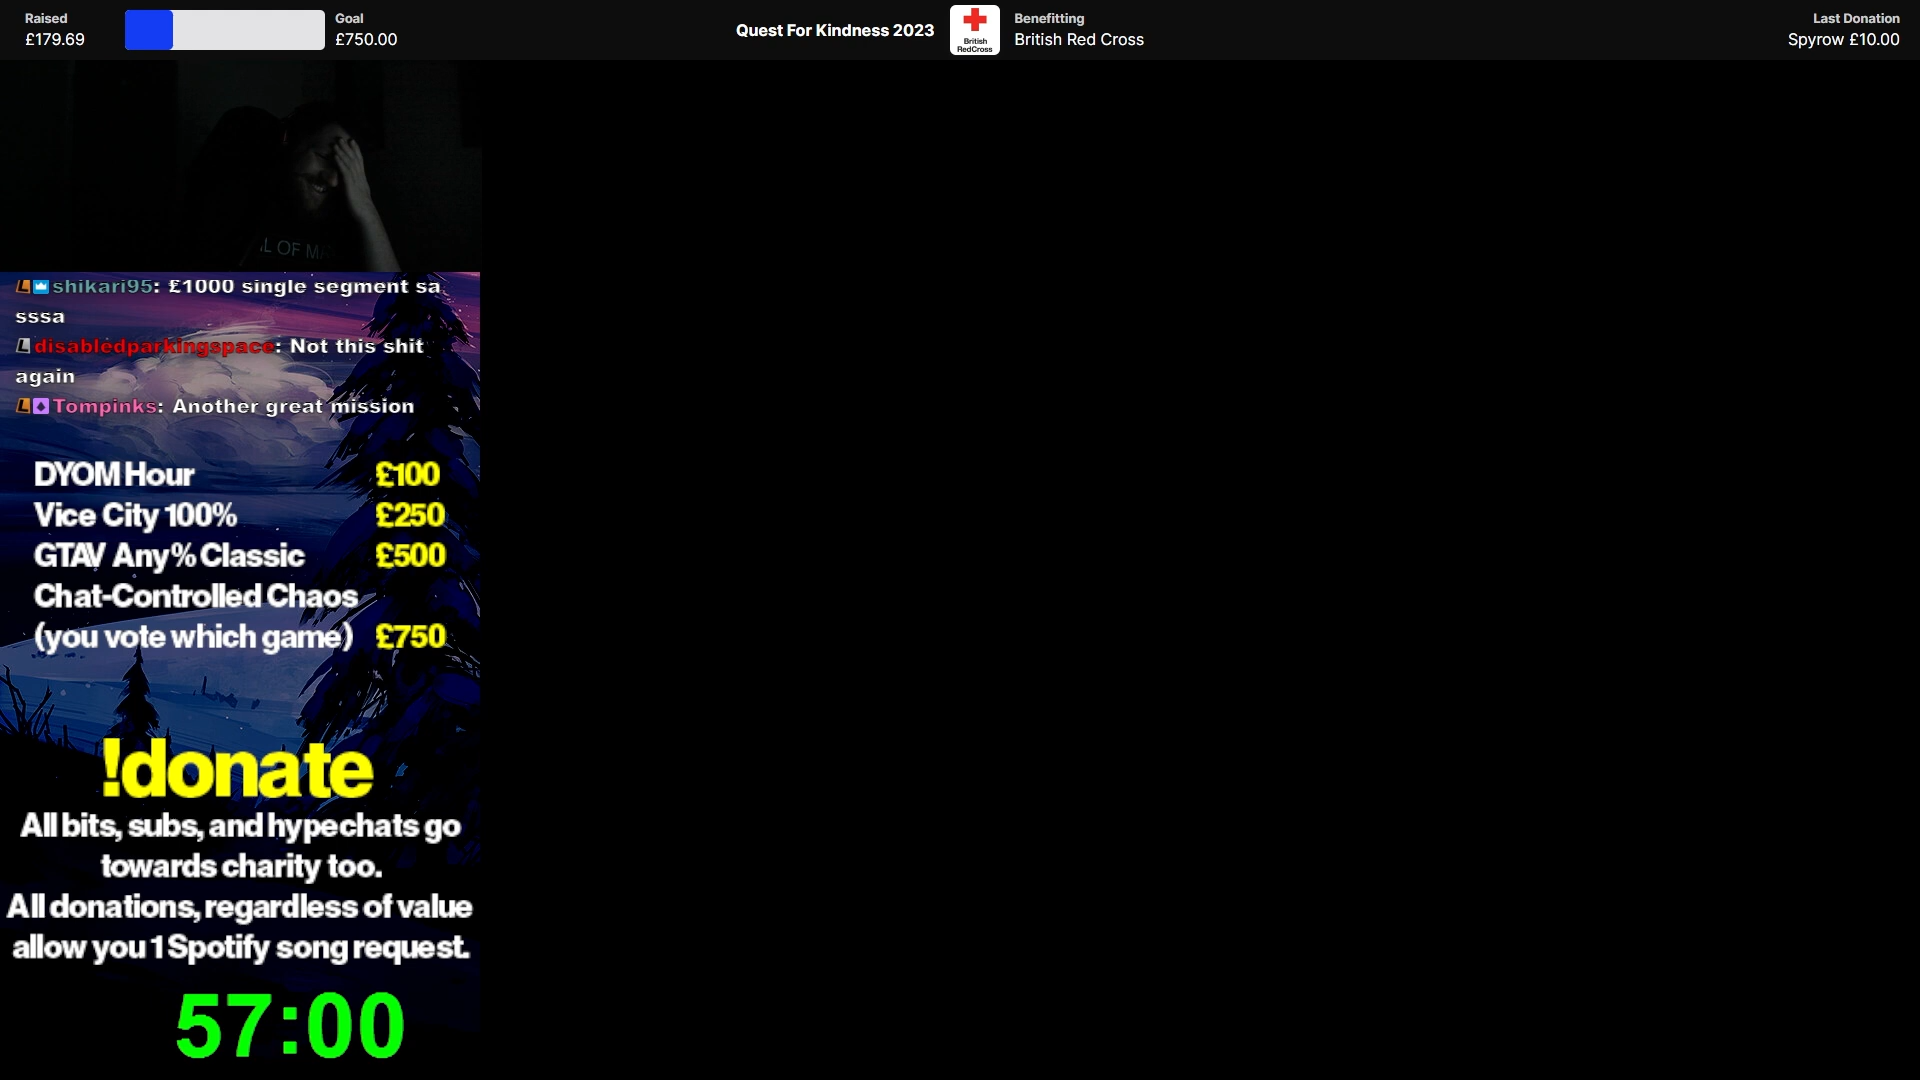 Raised
£179.69
Goal
£750.00
Quest For Kindness 2023
British
RedCross
Benefitting
British Red Cross
Last Donation
Spyrow £10.00
L OF MA
shikari95: £1000 single segment sa
sssa
disabledparkingspace: Not this shit
again
Tompinks: Another great mission
DYOM Hour £100
Vice City 100% £250
GTAV Any% Classic £500
Chat-Controlled Chaos
(you vote which game) £750
!donate
All bits, subs, and hypechats go
towards charity too.
All donations, regardless of value
allow you 1 Spotify song request.
57:00